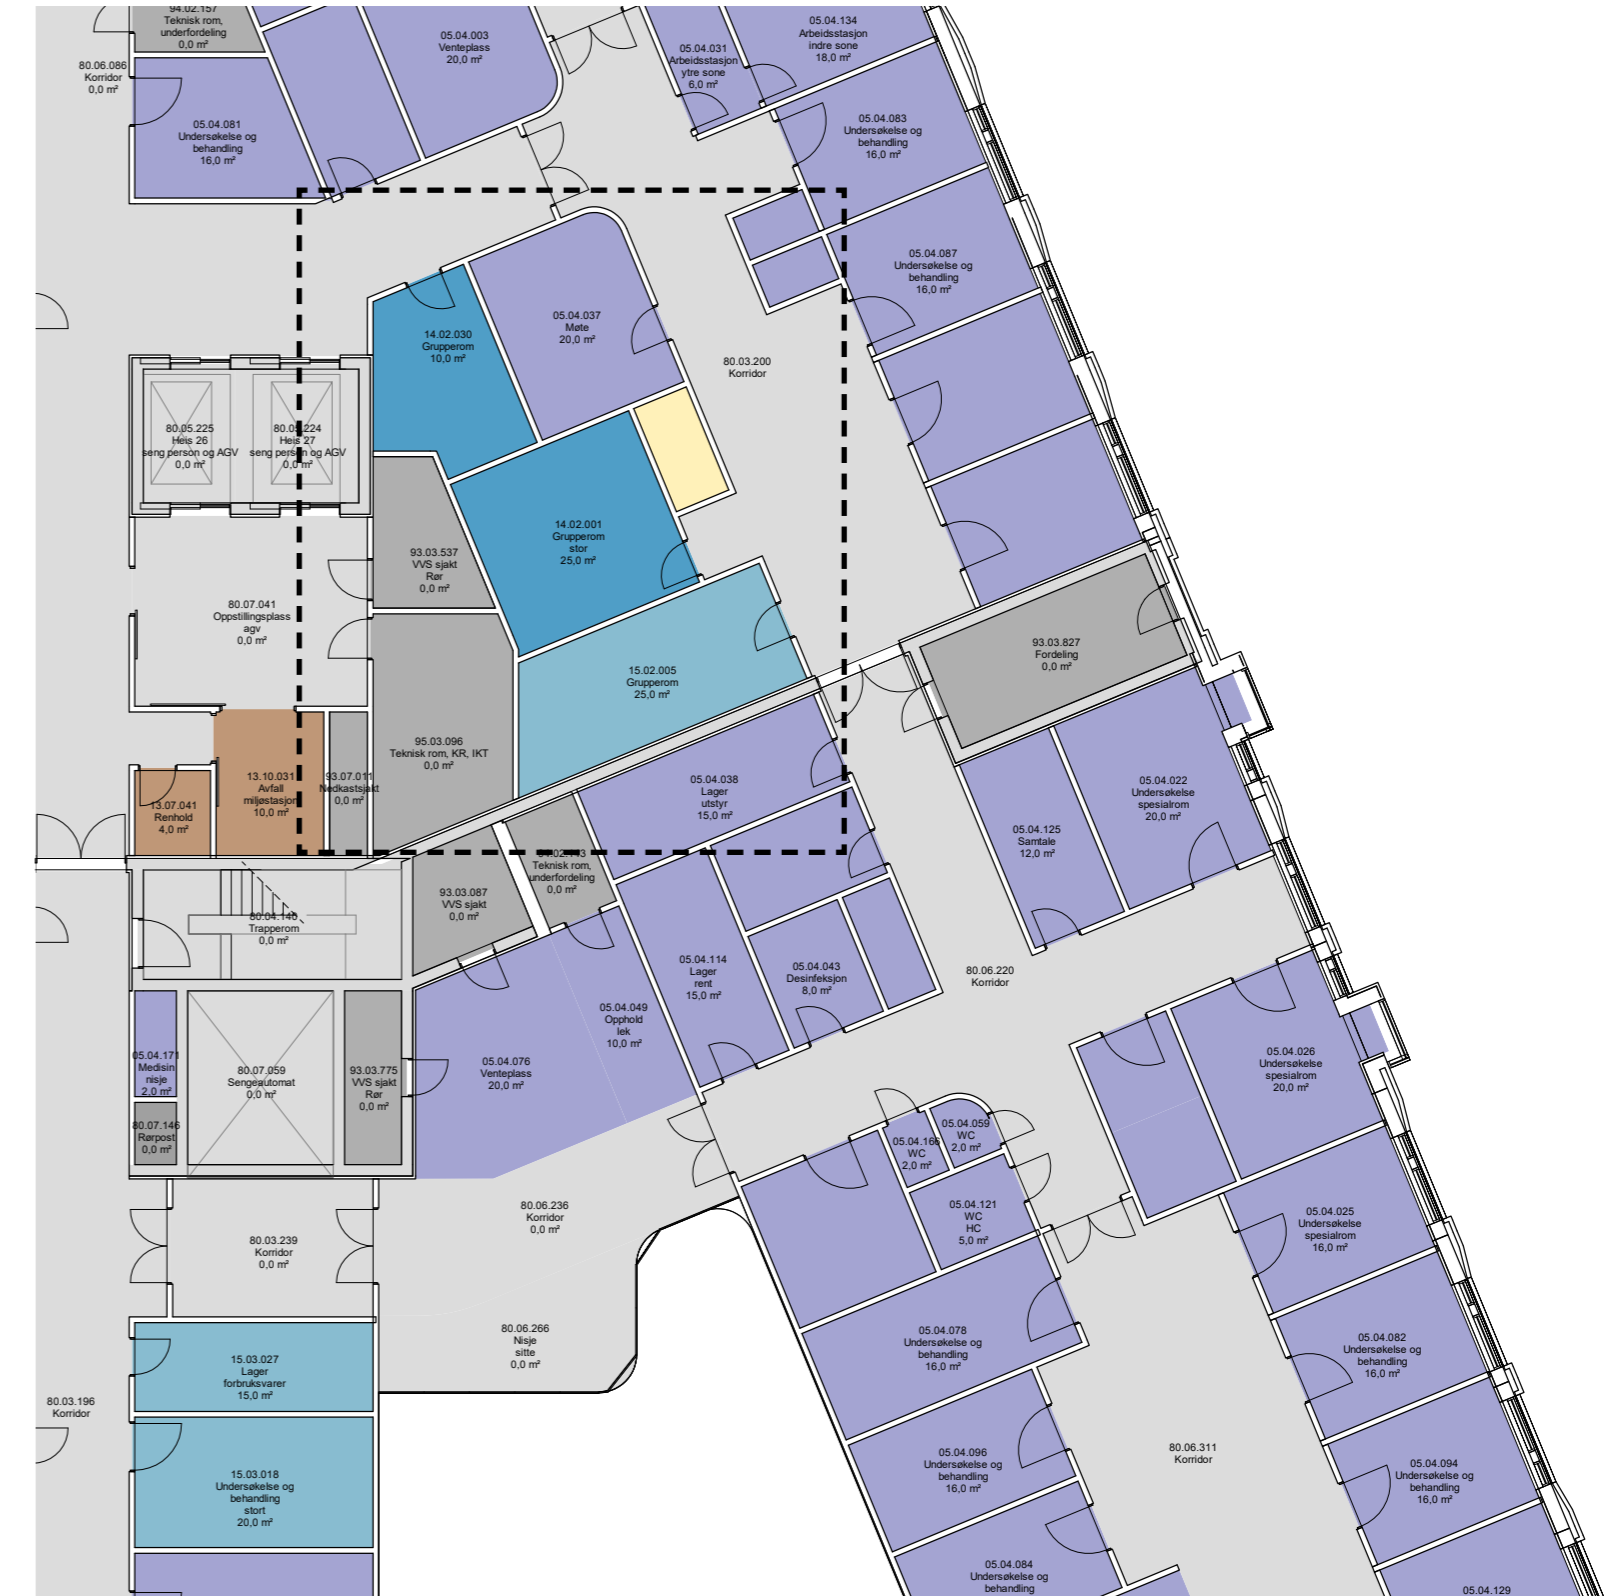 94.02.157
Teknisk rom,
underfordeling
0,0 m²
05.04.003
Venteplass
20,0 m²
05.04.031
Arbeidsstasjon
ytre sone
6,0 m²
05.04.134
Arbeidsstasjon
indre sone
18,0 m²
80.06.086
Korridor
0,0 m²
05.04.081
Undersøkelse og
behandling
16,0 m²
05.04.083
Undersøkelse og
behandling
16,0 m²
05.04.087
Undersøkelse og
behandling
16,0 m²
14.02.030
Grupperom
10,0 m²
05.04.037
Møte
20,0 m²
80.03.200
Korridor
80.05.225
Heis 26
seng person og AGV
0,0 m²
80.05.224
Heis 27
seng person og AGV
0,0 m²
14.02.001
Grupperom
stor
25,0 m²
93.03.537
VVS sjakt
Rør
0,0 m²
80.07.041
Oppstillingsplass
agv
0,0 m²
15.02.005
Grupperom
25,0 m²
93.03.827
Fordeling
0,0 m²
95.03.096
Teknisk rom, KR, IKT
0,0 m²
13.10.031
Avfall
miljøstasjon
10,0 m²
93.07.011
Nedkastsjakt
0,0 m²
13.07.041
Renhold
4,0 m²
05.04.038
Lager
utstyr
15,0 m²
05.04.022
Undersøkelse
spesialrom
20,0 m²
05.04.125
Samtale
12,0 m²
Teknisk rom,
underfordeling
0,0 m²
93.03.087
VVS sjakt
0,0 m²
80.04.140
Trapperom
0,0 m²
05.04.114
Lager
rent
15,0 m²
05.04.043
Desinfeksjon
8,0 m²
80.06.220
Korridor
05.04.049
Opphold
lek
10,0 m²
05.04.076
Venteplass
20,0 m²
05.04.171
Medisin
nisje
2,0 m²
80.07.059
Sengeautomat
0,0 m²
93.03.775
VVS sjakt
Rør
0,0 m²
80.07.146
Rørpost
0,0 m²
05.04.026
Undersøkelse
spesialrom
20,0 m²
05.04.166
WC
2,0 m²
05.04.059
WC
2,0 m²
05.04.121
WC
HC
5,0 m²
05.04.025
Undersøkelse
spesialrom
16,0 m²
80.06.236
Korridor
0,0 m²
80.03.239
Korridor
0,0 m²
80.06.266
Nisje
sitte
0,0 m²
05.04.078
Undersøkelse og
behandling
16,0 m²
05.04.082
Undersøkelse og
behandling
16,0 m²
15.03.027
Lager
forbruksvarer
15,0 m²
80.03.196
Korridor
15.03.018
Undersøkelse og
behandling
stort
20,0 m²
05.04.096
Undersøkelse og
behandling
16,0 m²
80.06.311
Korridor
05.04.094
Undersøkelse og
behandling
16,0 m²
05.04.084
Undersøkelse og
behandling
05.04.129